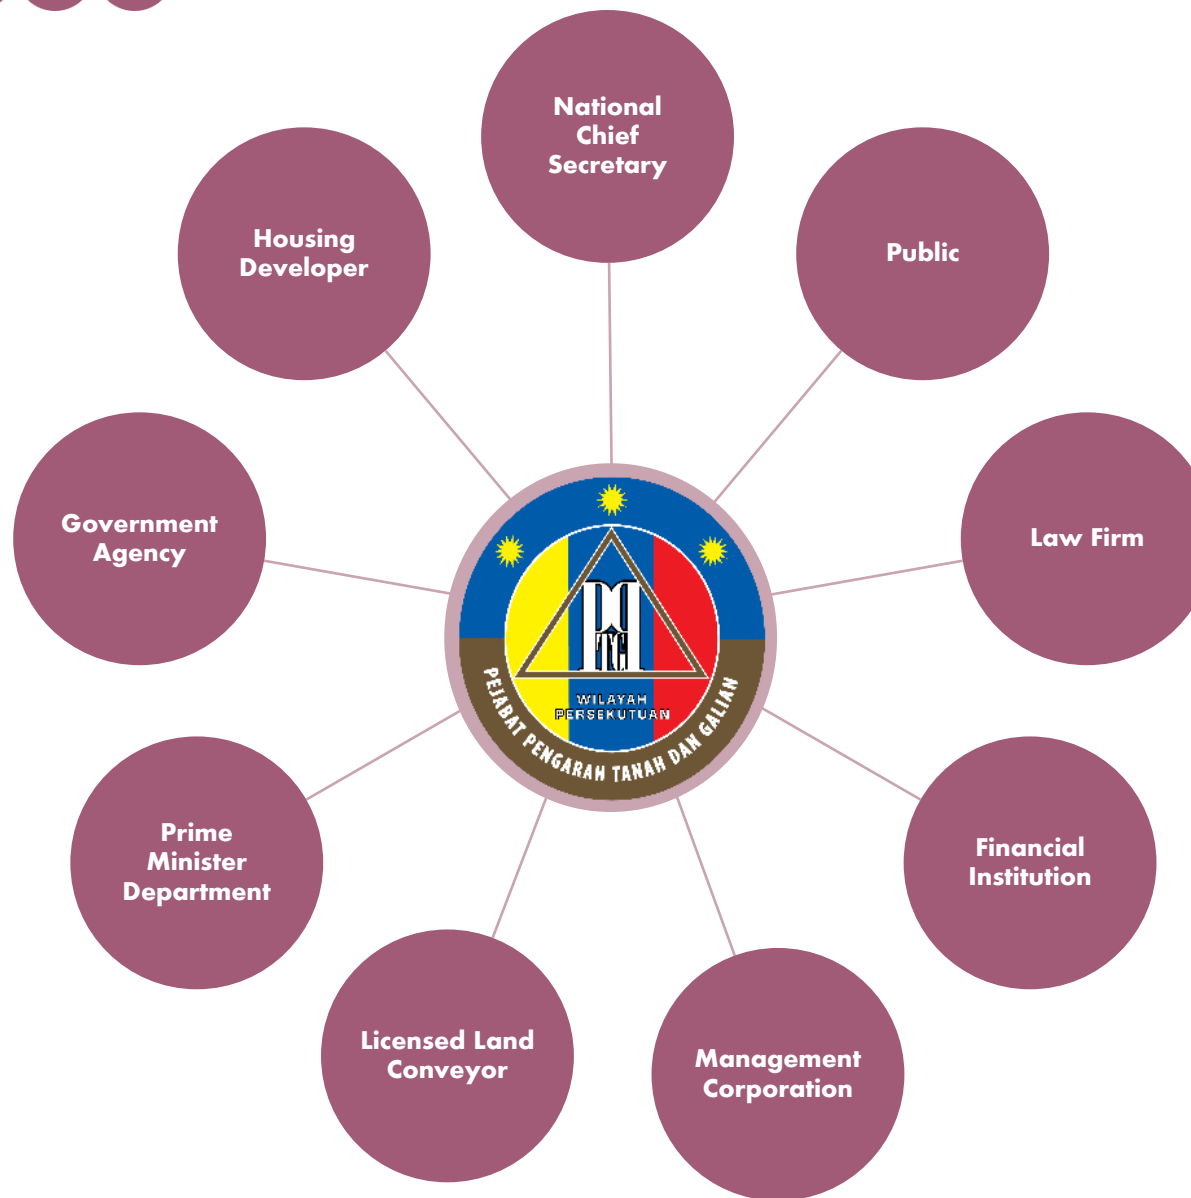 National
Chief
Secretary
Public
Law Firm
Financial
Institution
Management
Corporation
Licensed Land
Conveyor
Prime
Minister
Department
Government
Agency
Housing
Developer
WILAYAH
PERSEKUTUAN
PEJABAT PENGARAH TANAH DAN GALIAN